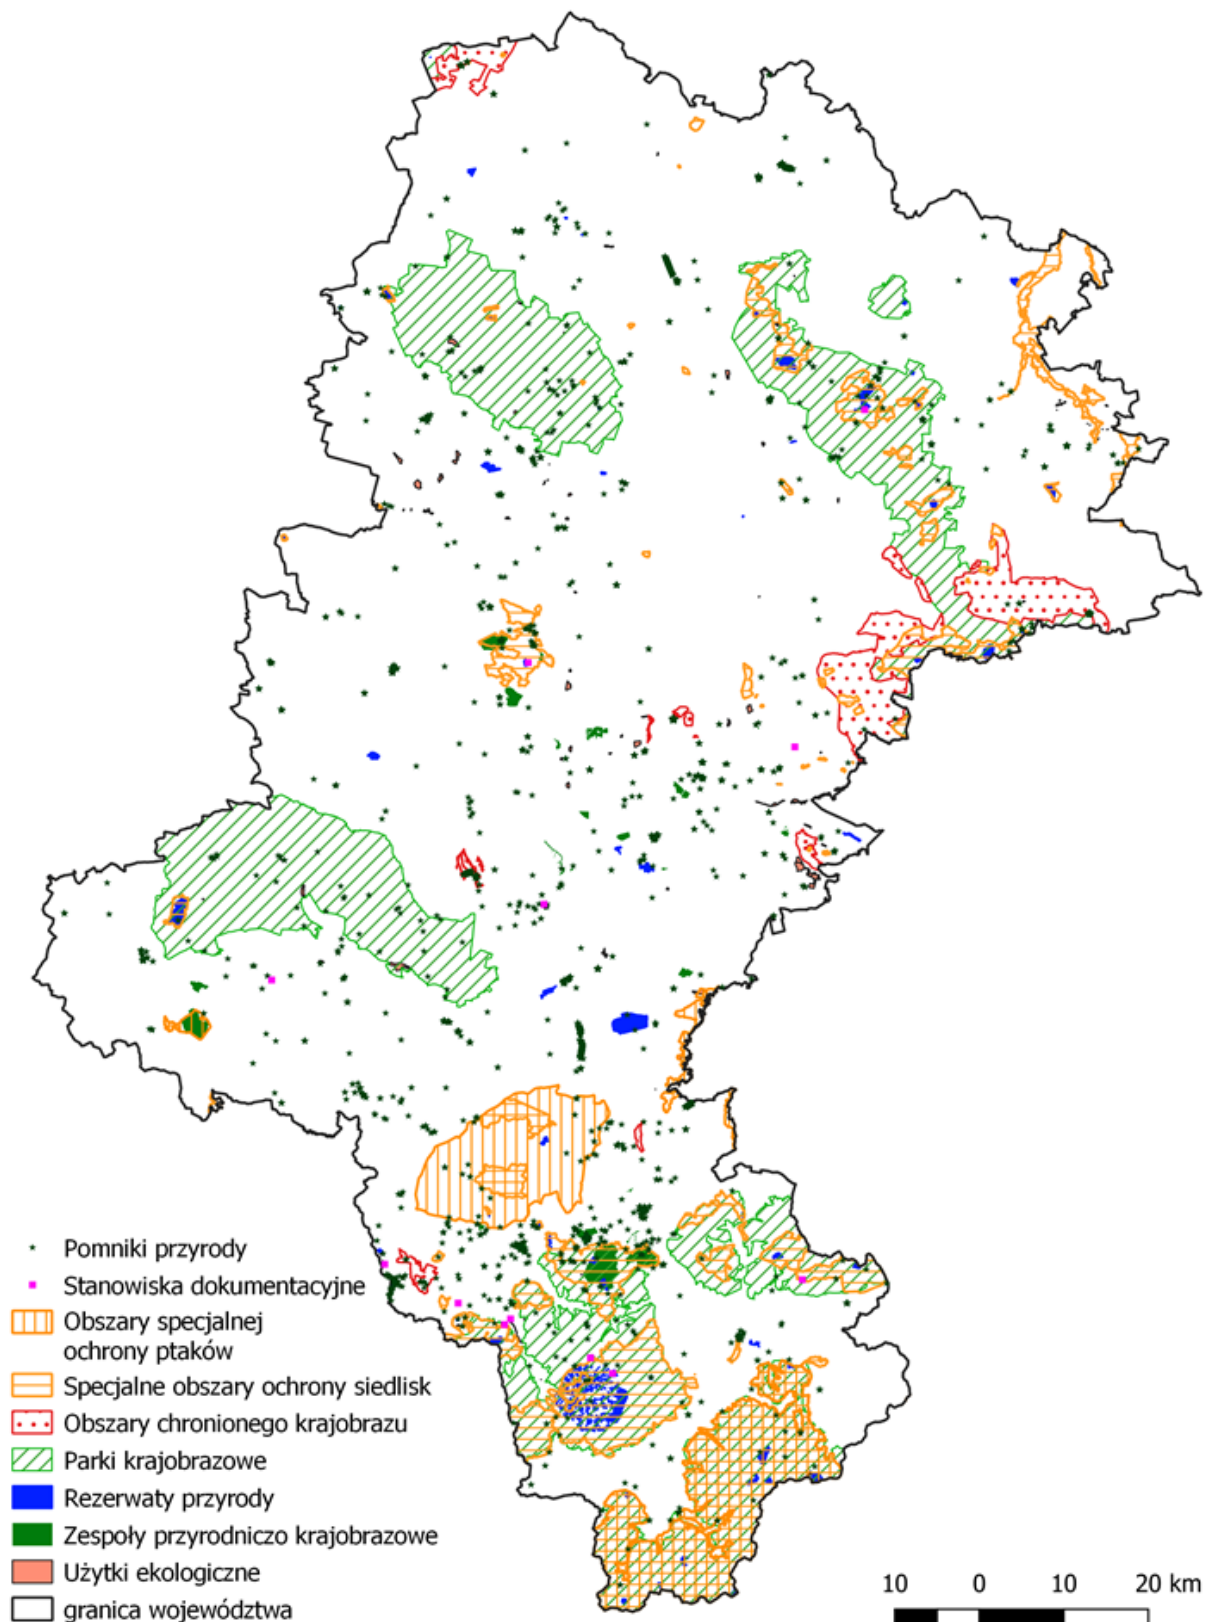 Pomniki przyrody
Stanowiska dokumentacyjne
Obszary specjalnej
ochrony ptaków
Specjalne obszary ochrony siedlisk
Obszary chronionego krajobrazu
Parki krajobrazowe
Rezerwaty przyrody
Zespoły przyrodniczo krajobrazowe
Użytki ekologiczne
granica województwa
10 0 10 20 km